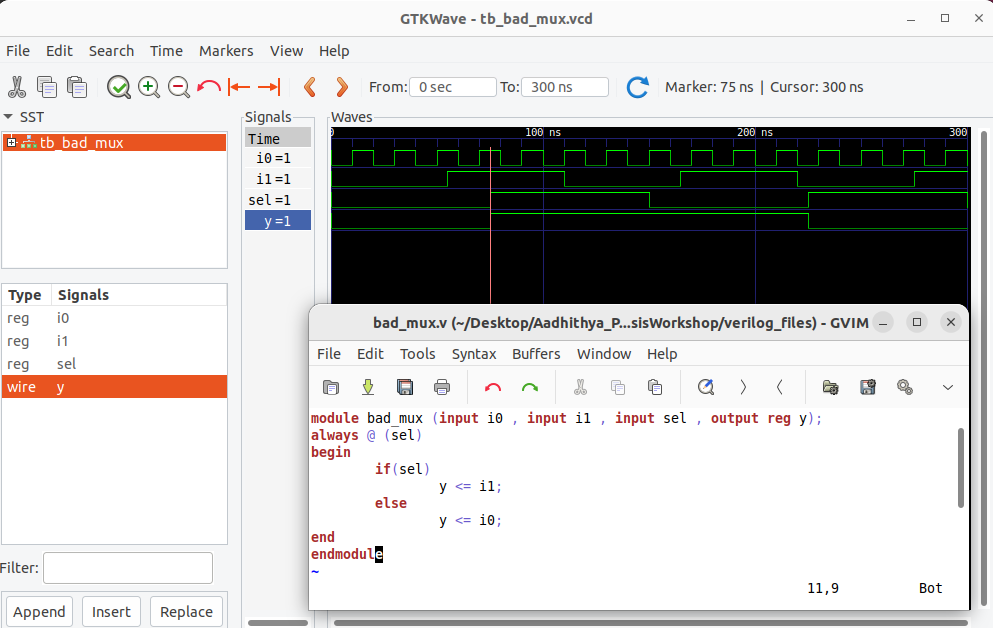 GTKWave - tb_bad_mux.vcd
File Edit Search Time Markers View Help
From: 0 sec To: 300 ns Marker: 75 ns | Cursor: 300 ns
SST
tb_bad_mux
Type Signals
reg i0
reg i1
reg sel
wire y
Filter:
Append Insert Replace
Signals
Time
i0 =1
i1 =1
sel =1
y =1
Waves
0 100 ns 200 ns 300
bad_mux.v (~/Desktop/Aadhithya_P...sisWorkshop/verilog_files) - GVIM
File Edit Tools Syntax Buffers Window Help
module bad_mux (input i0 , input i1 , input sel , output reg y);
always @ (sel)
begin
if(sel)
y <= i1;
else
y <= i0;
end
endmodule
~
11,9 Bot